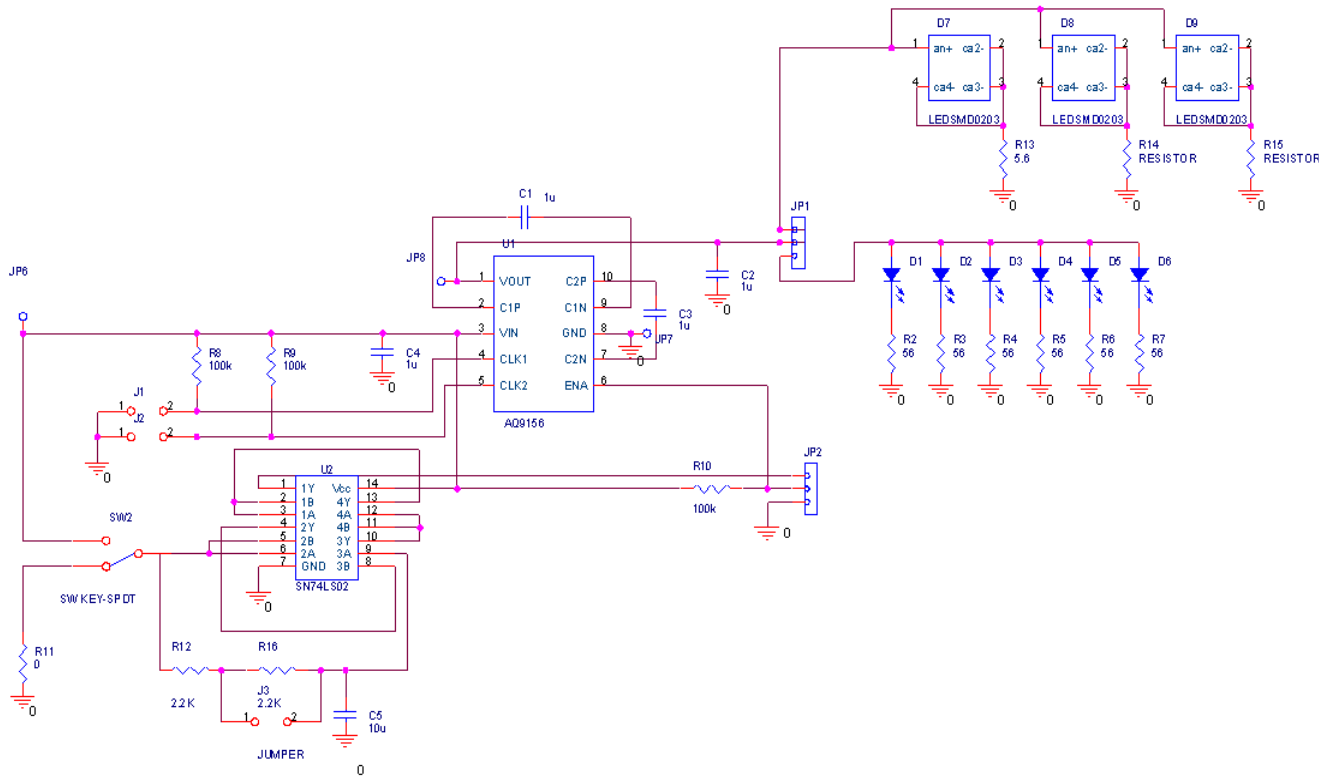 D7 D8 D9
1 an+ ca2- 2 1 an+ ca2- 2 1 an+ ca2- 2
4 ca4- ca3- 3 4 ca4- ca3- 3 4 ca4- ca3- 3
LEDSMD0203 LEDSMD0203 LEDSMD0203
R13 R14 R15
5.6 RESISTOR RESISTOR
0 0 0
C1 1u
JP1
U1
JP8
C2
1u
0
D1 D2 D3 D4 D5 D6
JP6
1 VOUT C2P 10
2 C1P C1N 9
3 VIN GND 8
4 CLK1 C2N 7
5 CLK2 ENA 6
AQ9156
C3
1u
JP7
0
R8
100k
R9
100k
C4
1u
0
R2 R3 R4 R5 R6 R7
56 56 56 56 56 56
0 0 0 0 0 0
J1
1 2
J2
1 2
0
U2
1 1Y Vcc 14
2 1B 4Y 13
3 1A 4A 12
4 2Y 4B 11
5 2B 3Y 10
6 2A 3A 9
7 GND 3B 8
SN74LS02
0
R10
100k
JP2
0
SW2
SW KEY-SPDT
R11
0
0
R12
2.2K
R16
J3
2.2K
1 2
JUMPER
C5
10u
0